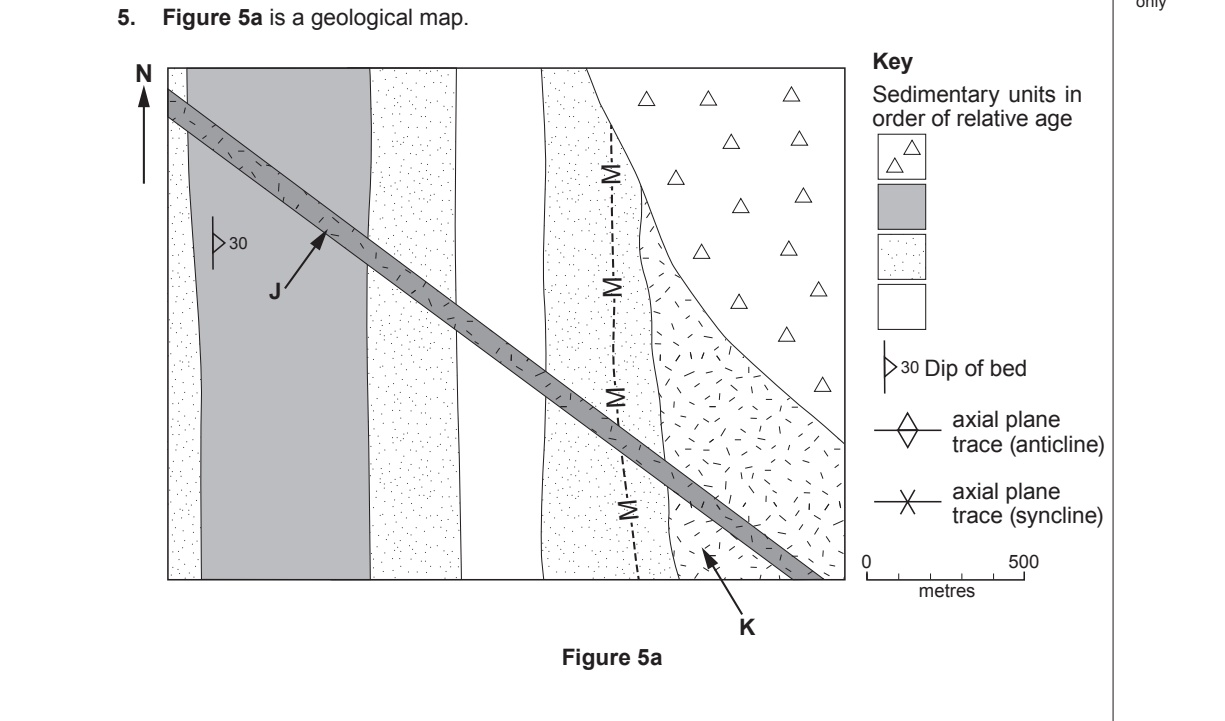 only
5. Figure 5a is a geological map.
N
Key
Sedimentary units in
order of relative age
M
30
J
M
M
M
30 Dip of bed
axial plane
trace (anticline)
axial plane
trace (syncline)
0 500
metres
K
Figure 5a